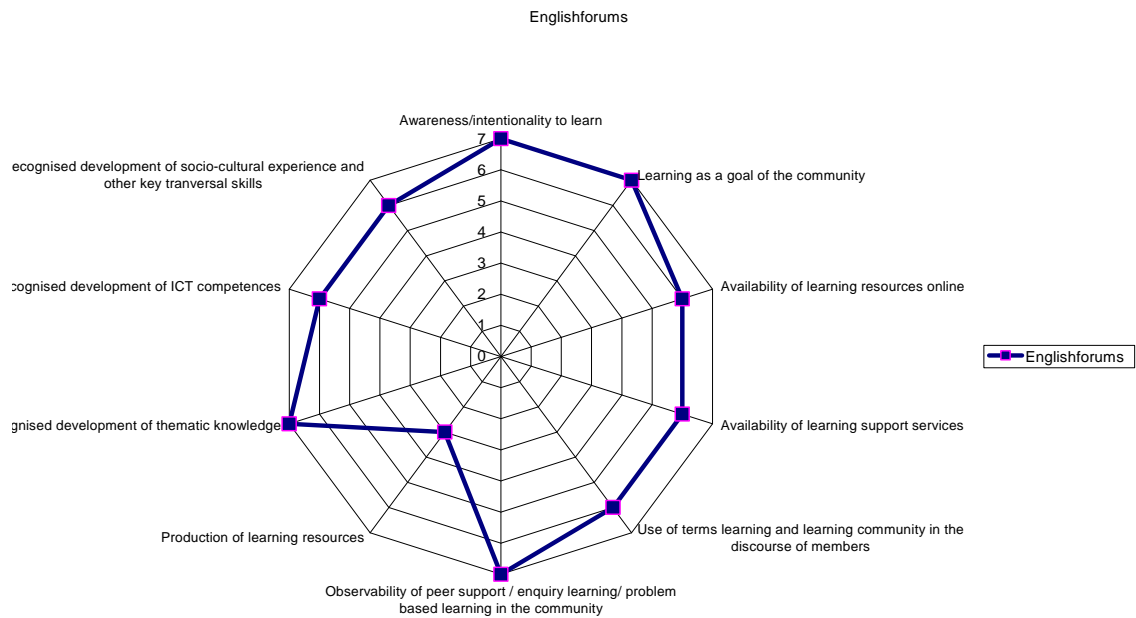 Englishforums
Awareness/intentionality to learn
ecognised development of socio-cultural experience and
other key tranversal skills
Learning as a goal of the community
7
6
5
4
3
2
1
0
cognised development of ICT competences
Availability of learning resources online
Englishforums
gnised development of thematic knowledge
Availability of learning support services
Production of learning resources
Use of terms learning and learning community in the
discourse of members
Observability of peer support / enquiry learning/ problem
based learning in the community